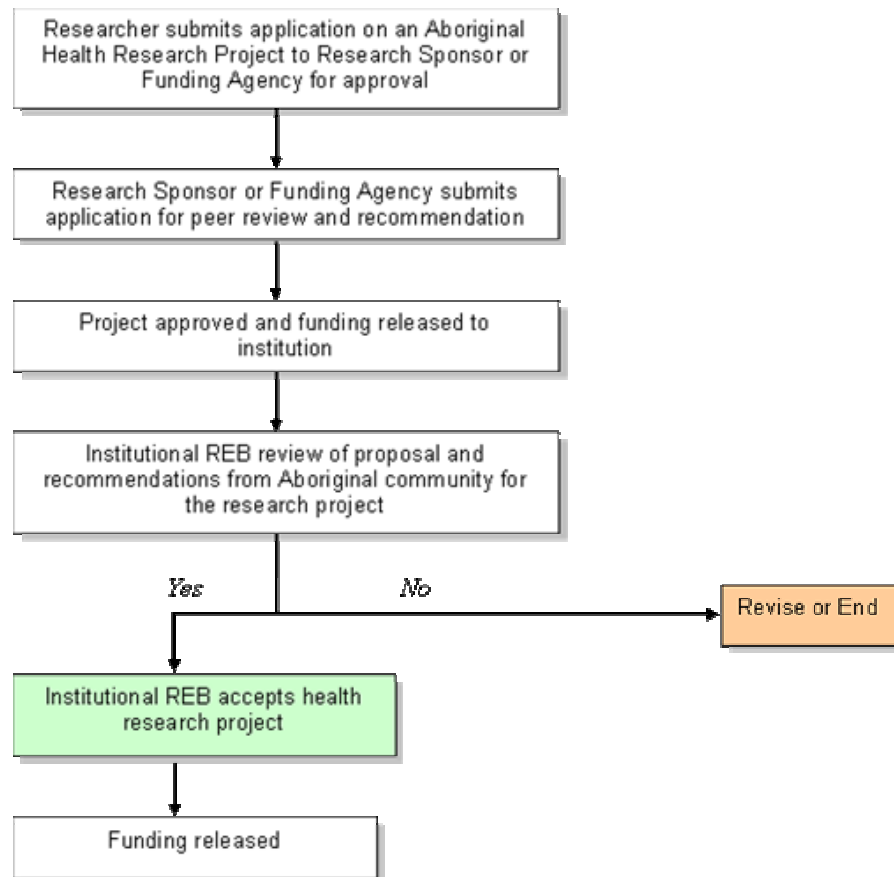 Researcher submits application on an Aboriginal
Health Research Project to Research Sponsor or
Funding Agency for approval
Research Sponsor or Funding Agency submits
application for peer review and recommendation
Project approved and funding released to
institution
Institutional REB review of proposal and
recommendations from Aboriginal community for
the research project
Yes
No
Revise or End
Institutional REB accepts health
research project
Funding released